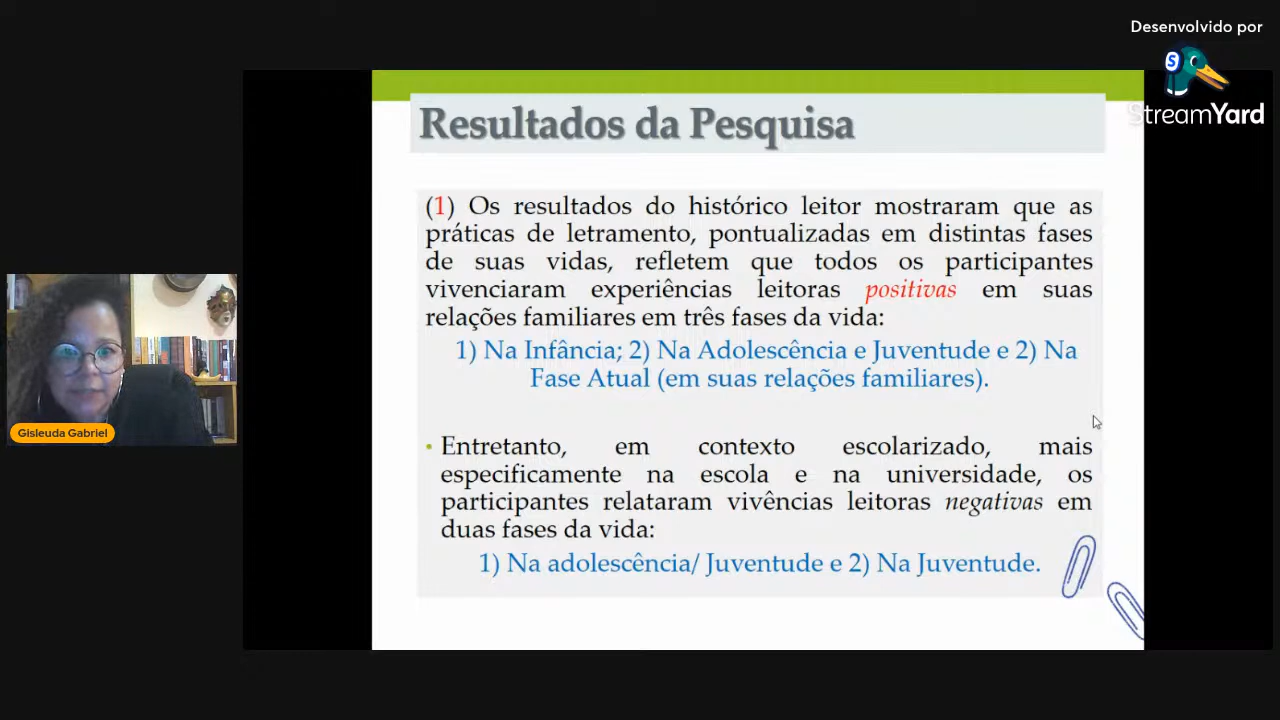 Desenvolvido por
StreamYard
Resultados da Pesquisa
(1) Os resultados do histórico leitor mostraram que as
práticas de letramento, pontualizadas em distintas fases
de suas vidas, refletem que todos os participantes
vivenciaram experiências leitoras positivas em suas
relações familiares em três fases da vida:
1) Na Infância; 2) Na Adolescência e Juventude e 2) Na
Fase Atual (em suas relações familiares).
• Entretanto, em contexto escolarizado, mais
especificamente na escola e na universidade, os
participantes relataram vivências leitoras negativas em
duas fases da vida:
1) Na adolescência/ Juventude e 2) Na Juventude.
Gisleuda Gabriel